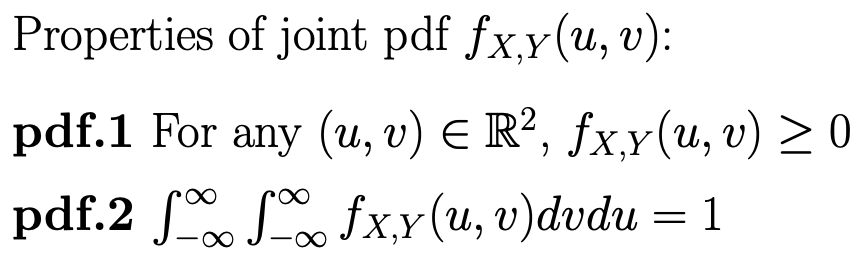 Properties of joint pdf f_{X,Y}(u, v):
pdf.1 For any (u, v) ∈ ℝ², f_{X,Y}(u, v) ≥ 0
pdf.2 ∫_{−∞}^{∞} ∫_{−∞}^{∞} f_{X,Y}(u, v)dvdu = 1